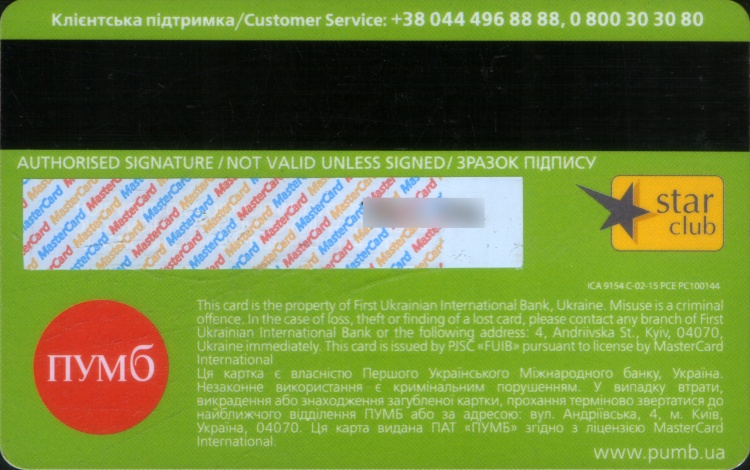 Клієнтська підтримка/Customer Service: +38 044 496 88 88, 0 800 30 30 80
AUTHORISED SIGNATURE / NOT VALID UNLESS SIGNED/ ЗРАЗОК ПІДПИСУ
MasterCard MasterCard MasterCard MasterCard
star
club
ICA 9154 C-02-15 PCE PC100144
ПУМБ
This card is the property of First Ukrainian International Bank, Ukraine. Misuse is a criminal
offence. In the case of loss, theft or finding of a lost card, please contact any branch of First
Ukrainian International Bank or the following address: 4, Andriivska St., Kyiv, 04070,
Ukraine immediately. This card is issued by PJSC «FUIB» pursuant to license by MasterCard
International
Ця картка є власністю Першого Українського Міжнародного банку, Україна.
Незаконне використання є кримінальним порушенням. У випадку втрати,
викрадення або знаходження загубленої картки, прохання терміново звертатися до
найближчого відділення ПУМБ або за адресою: вул. Андріївська, 4, м. Київ,
Україна, 04070. Ця карта видана ПАТ «ПУМБ» згідно з ліцензією MasterCard
International.
www.pumb.ua